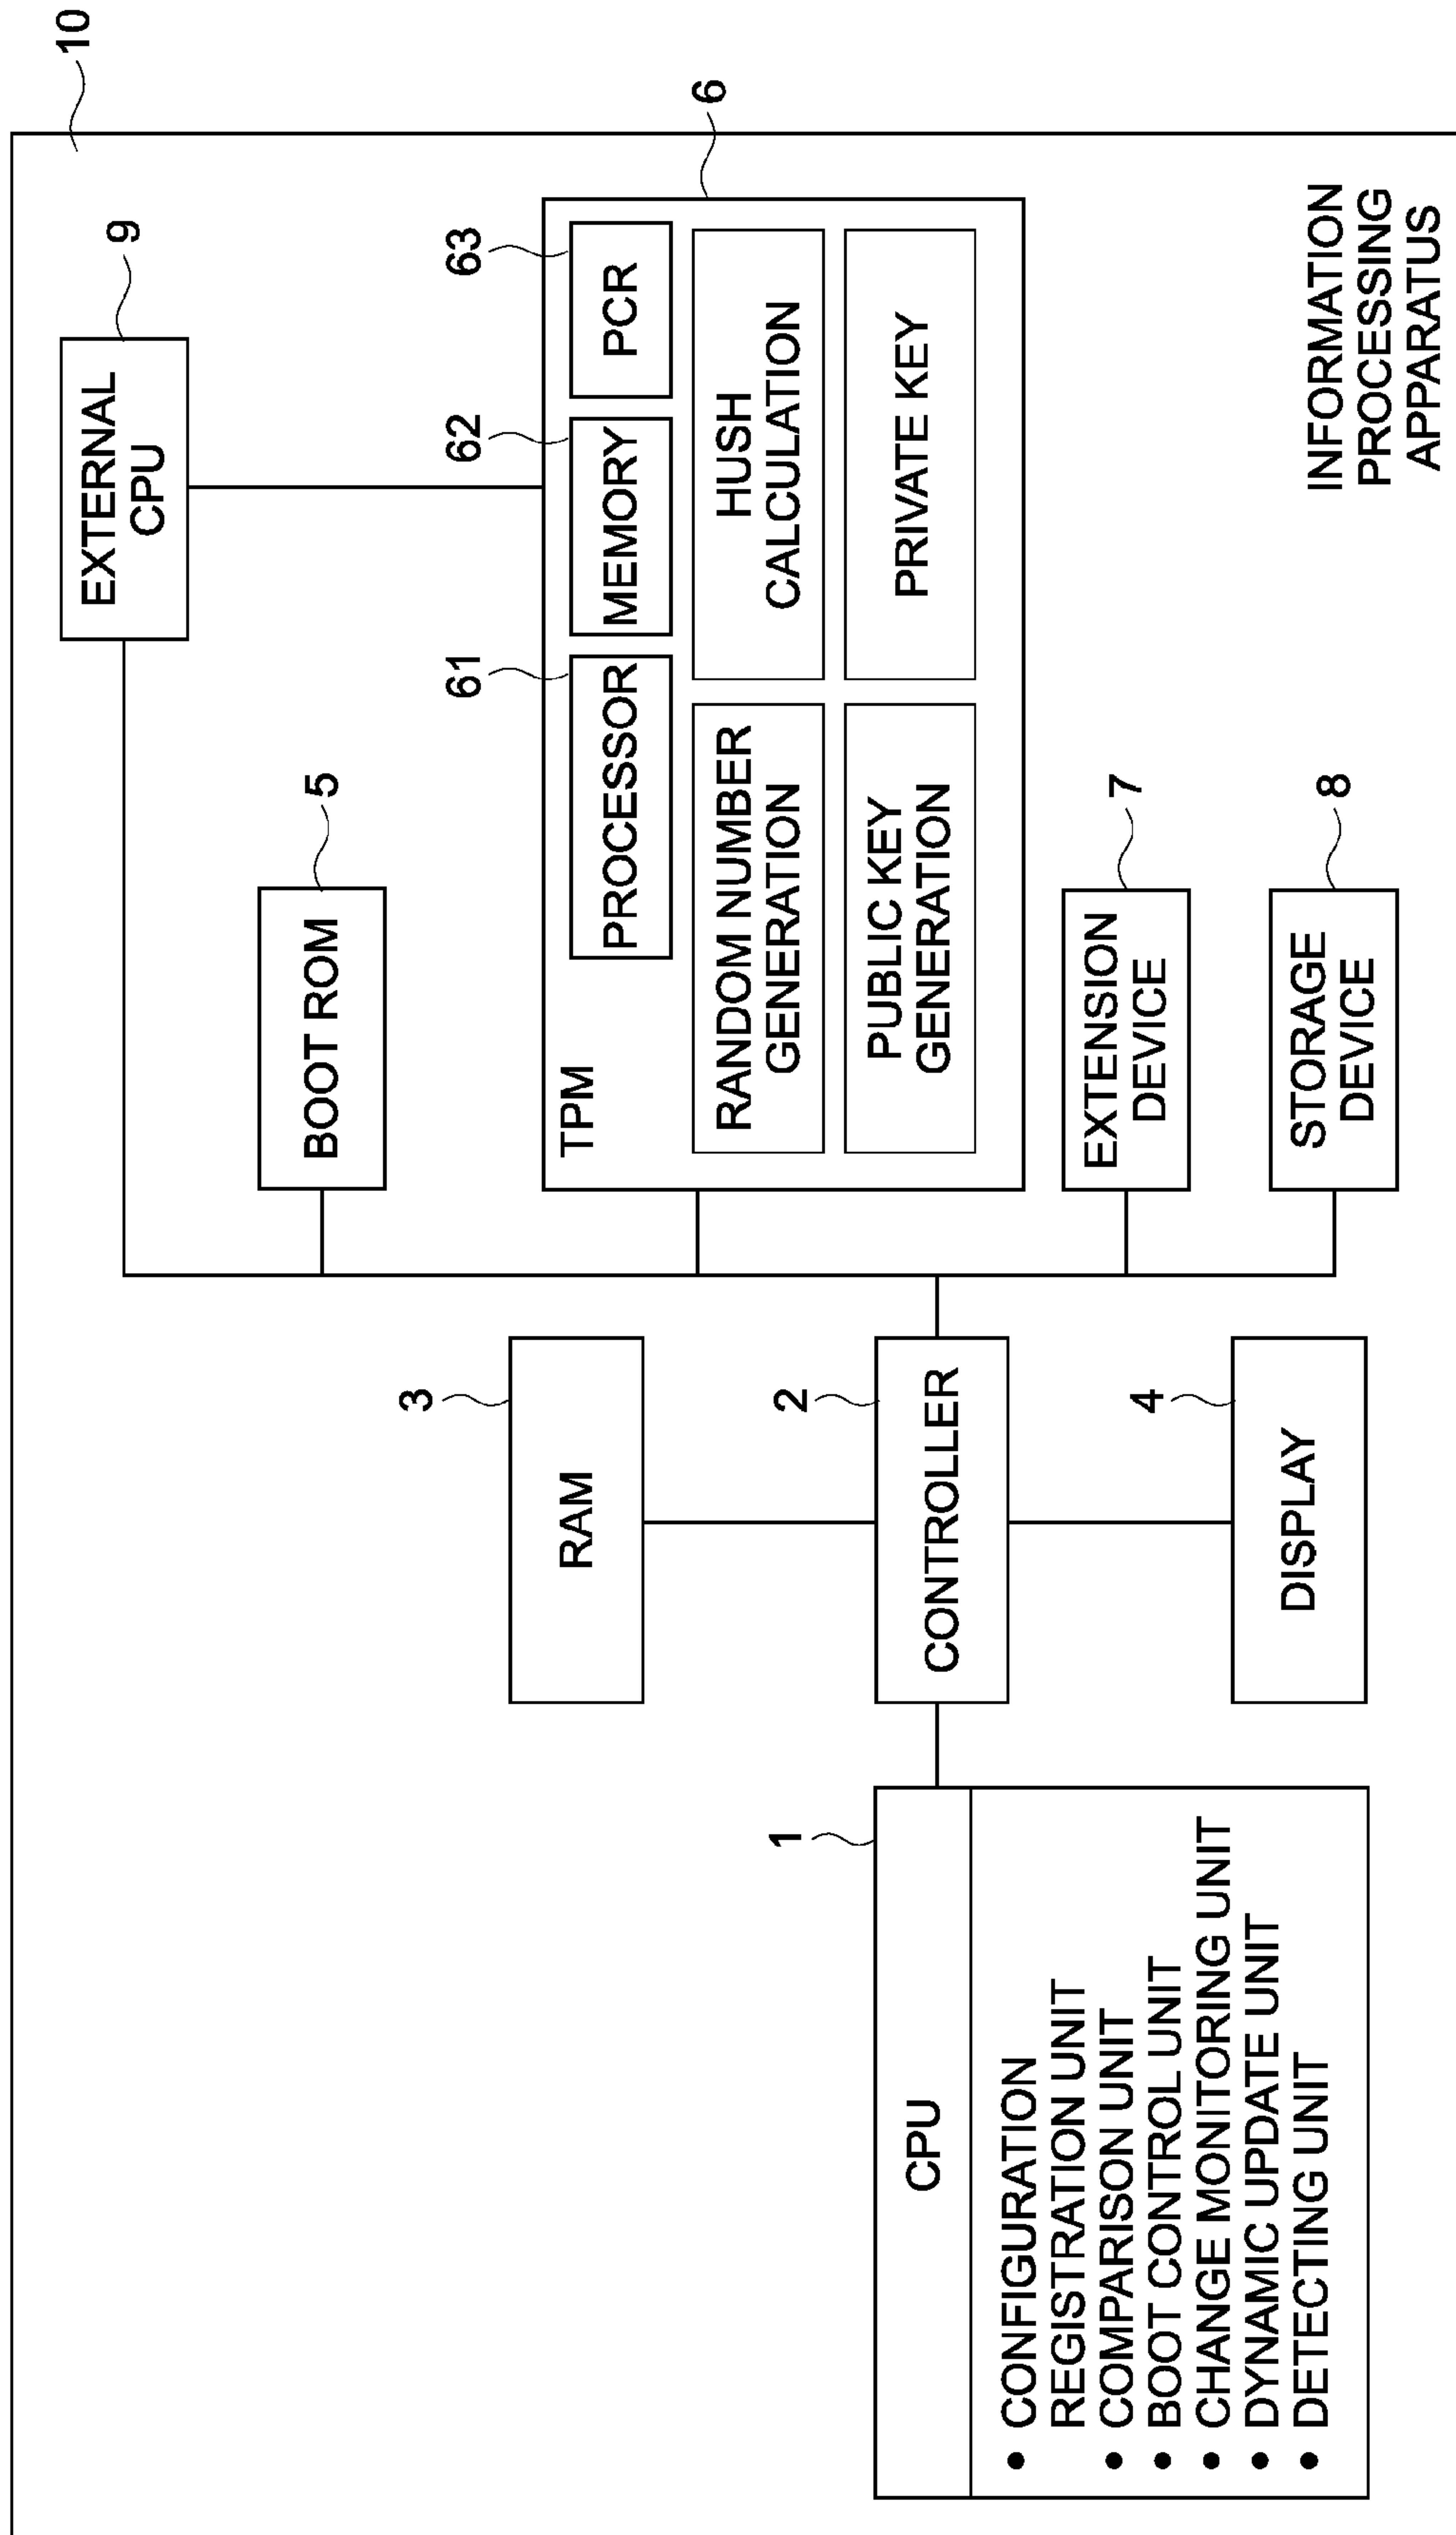 10
EXTERNAL
CPU
9
BOOT ROM
5
TPM
6
PROCESSOR
61
MEMORY
62
PCR
63
RANDOM NUMBER
GENERATION
HUSH
CALCULATION
PUBLIC KEY
GENERATION
PRIVATE KEY
RAM
3
CONTROLLER
2
DISPLAY
4
EXTENSION
DEVICE
7
STORAGE
DEVICE
8
1
CPU
• CONFIGURATION
REGISTRATION UNIT
• COMPARISON UNIT
• BOOT CONTROL UNIT
• CHANGE MONITORING UNIT
• DYNAMIC UPDATE UNIT
• DETECTING UNIT
INFORMATION
PROCESSING
APPARATUS